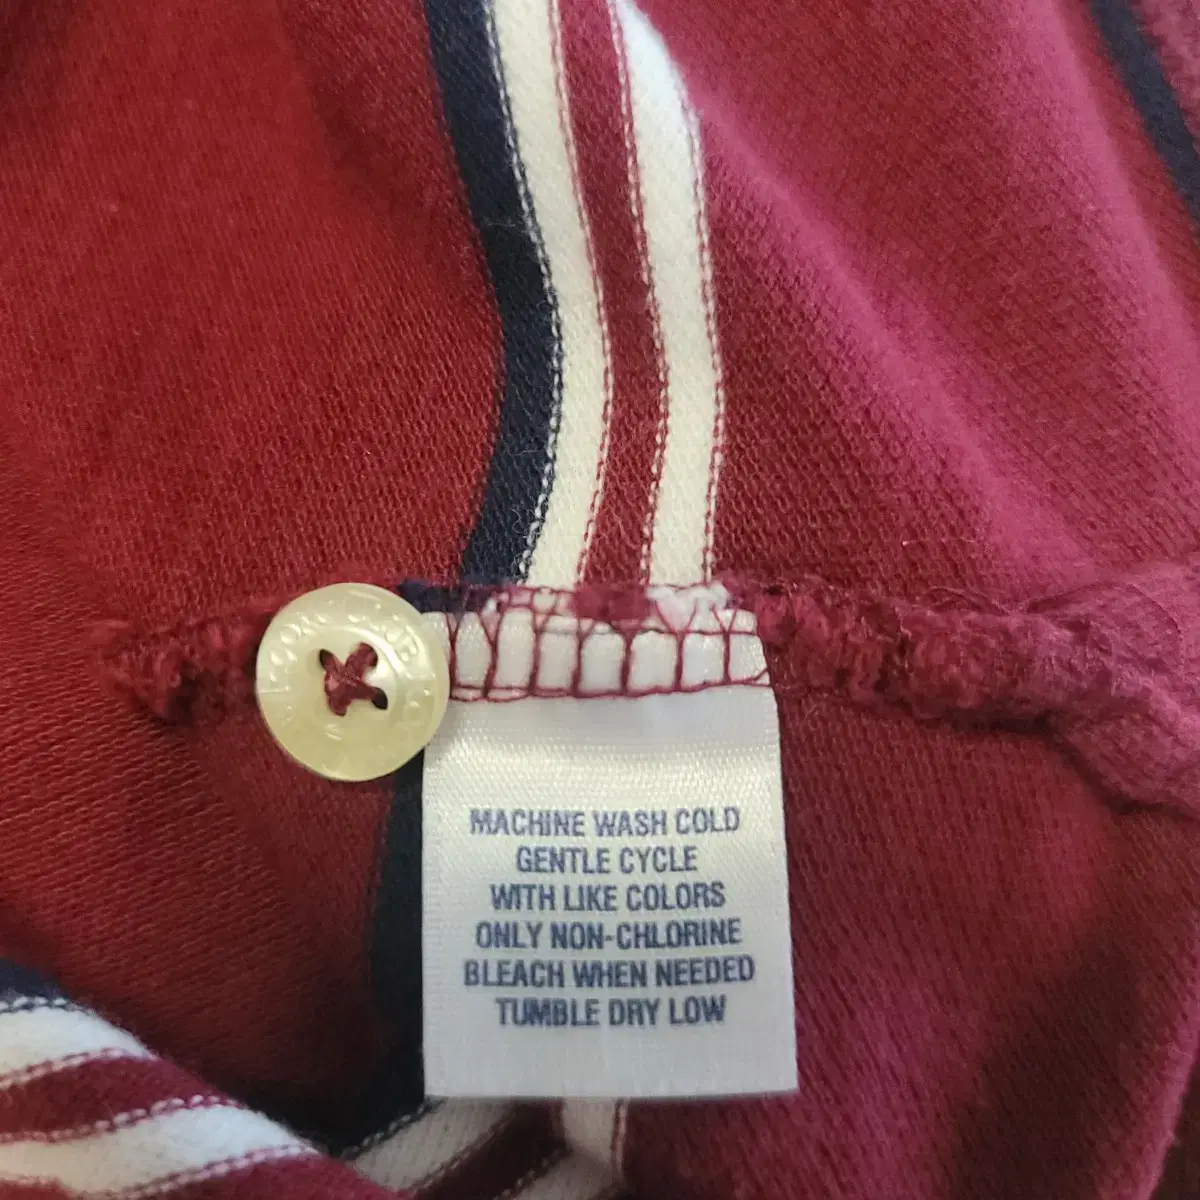 MACHINE WASH COLD
GENTLE CYCLE
WITH LIKE COLORS
ONLY NON-CHLORINE
BLEACH WHEN NEEDED
TUMBLE DRY LOW